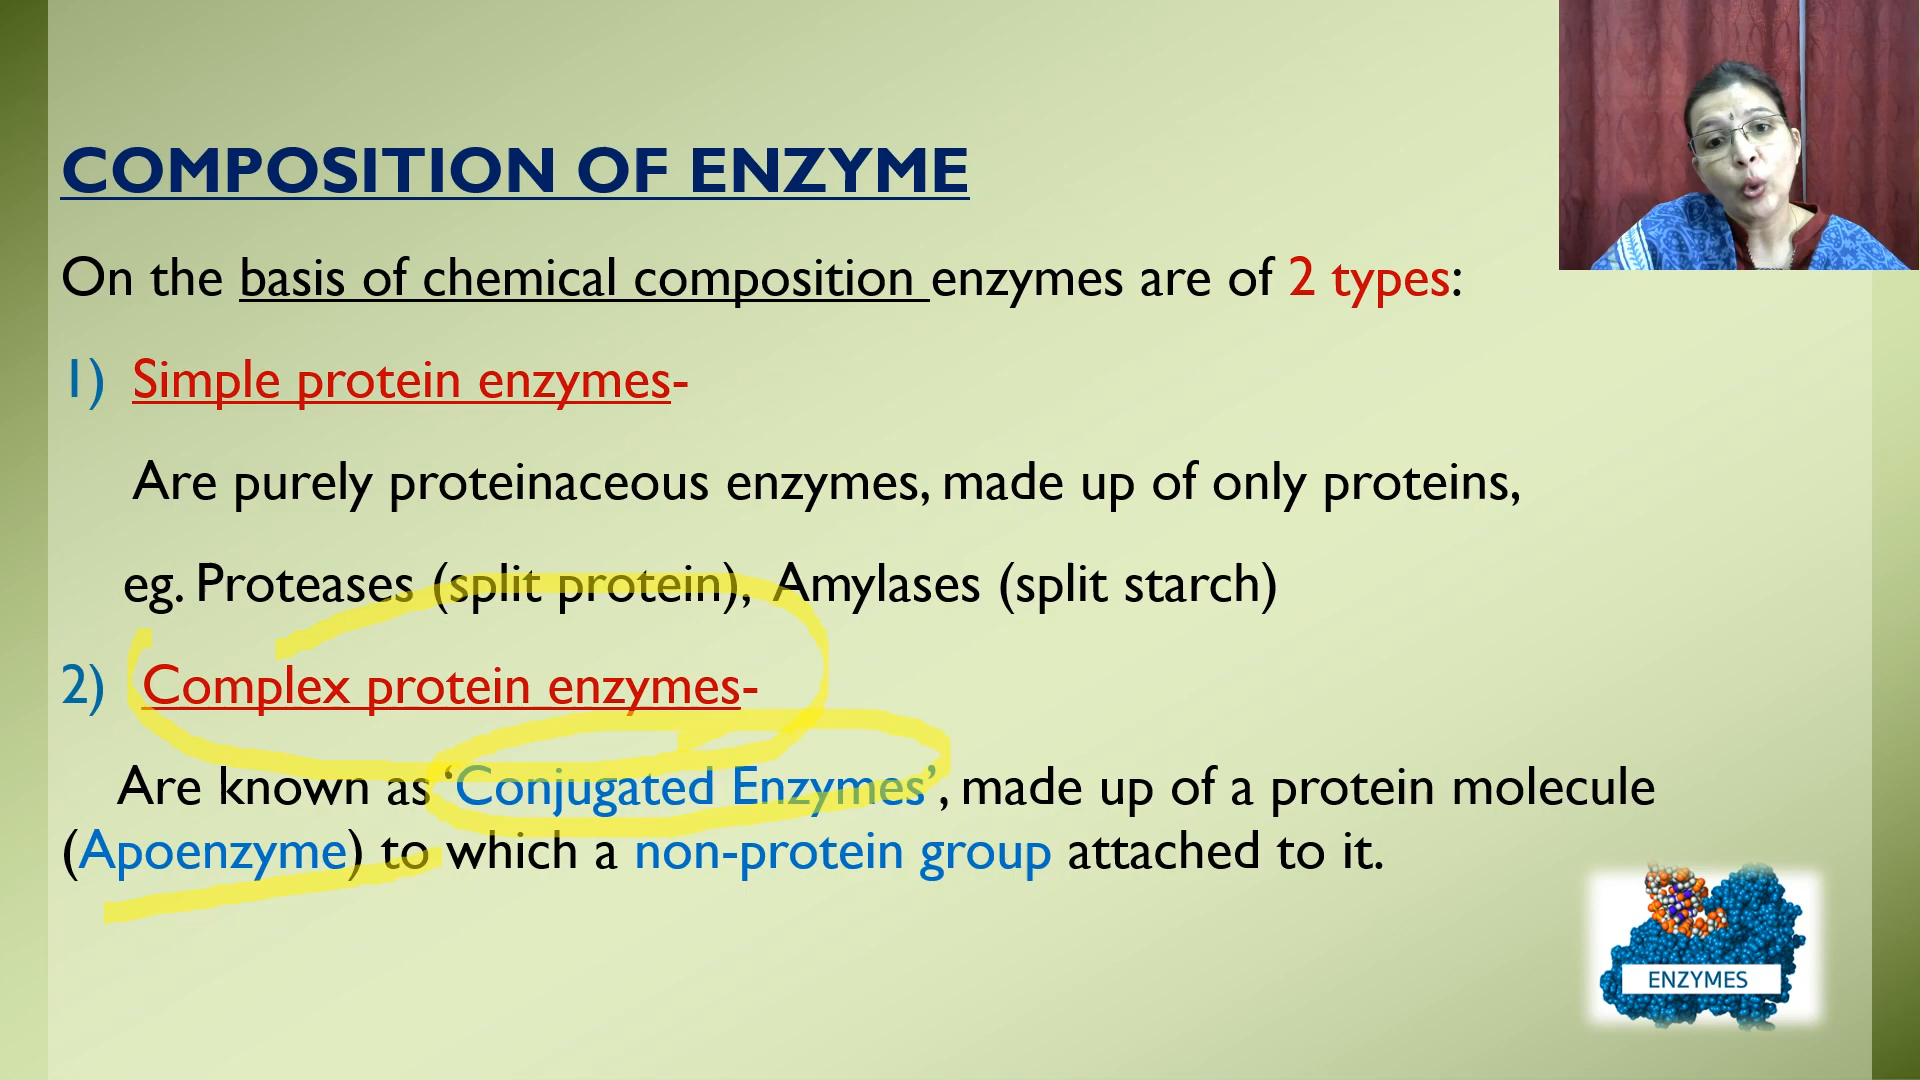 COMPOSITION OF ENZYME
On the basis of chemical composition enzymes are of 2 types:
1) Simple protein enzymes-
Are purely proteinaceous enzymes, made up of only proteins,
eg. Proteases (split protein), Amylases (split starch)
2) Complex protein enzymes-
Are known as ‘Conjugated Enzymes’, made up of a protein molecule
(Apoenzyme) to which a non-protein group attached to it.
ENZYMES